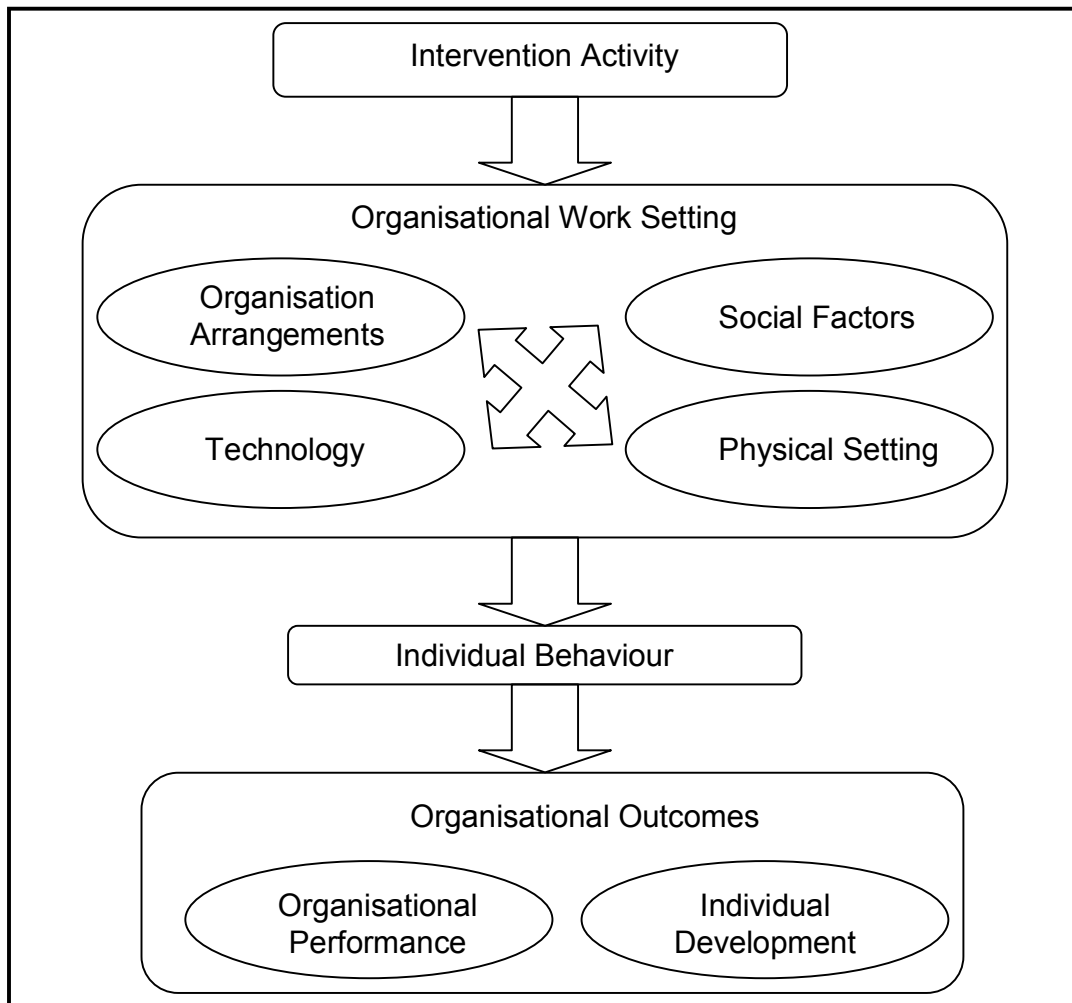 Intervention Activity
Organisational Work Setting
Organisation
Arrangements
Social Factors
Technology
Physical Setting
Individual Behaviour
Organisational Outcomes
Organisational
Performance
Individual
Development